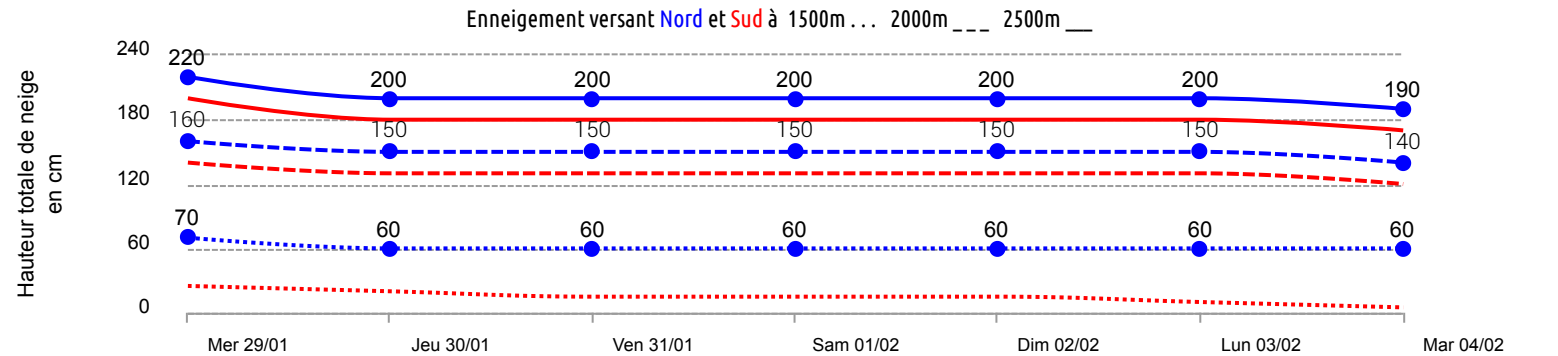 Enneigement versant Nord et Sud à 1500m . . . 2000m _ _ _ 2500m ___
Hauteur totale de neige
en cm
240
180
120
60
0
220
200
200
200
200
200
190
160
150
150
150
150
150
140
70
60
60
60
60
60
60
Mer 29/01
Jeu 30/01
Ven 31/01
Sam 01/02
Dim 02/02
Lun 03/02
Mar 04/02